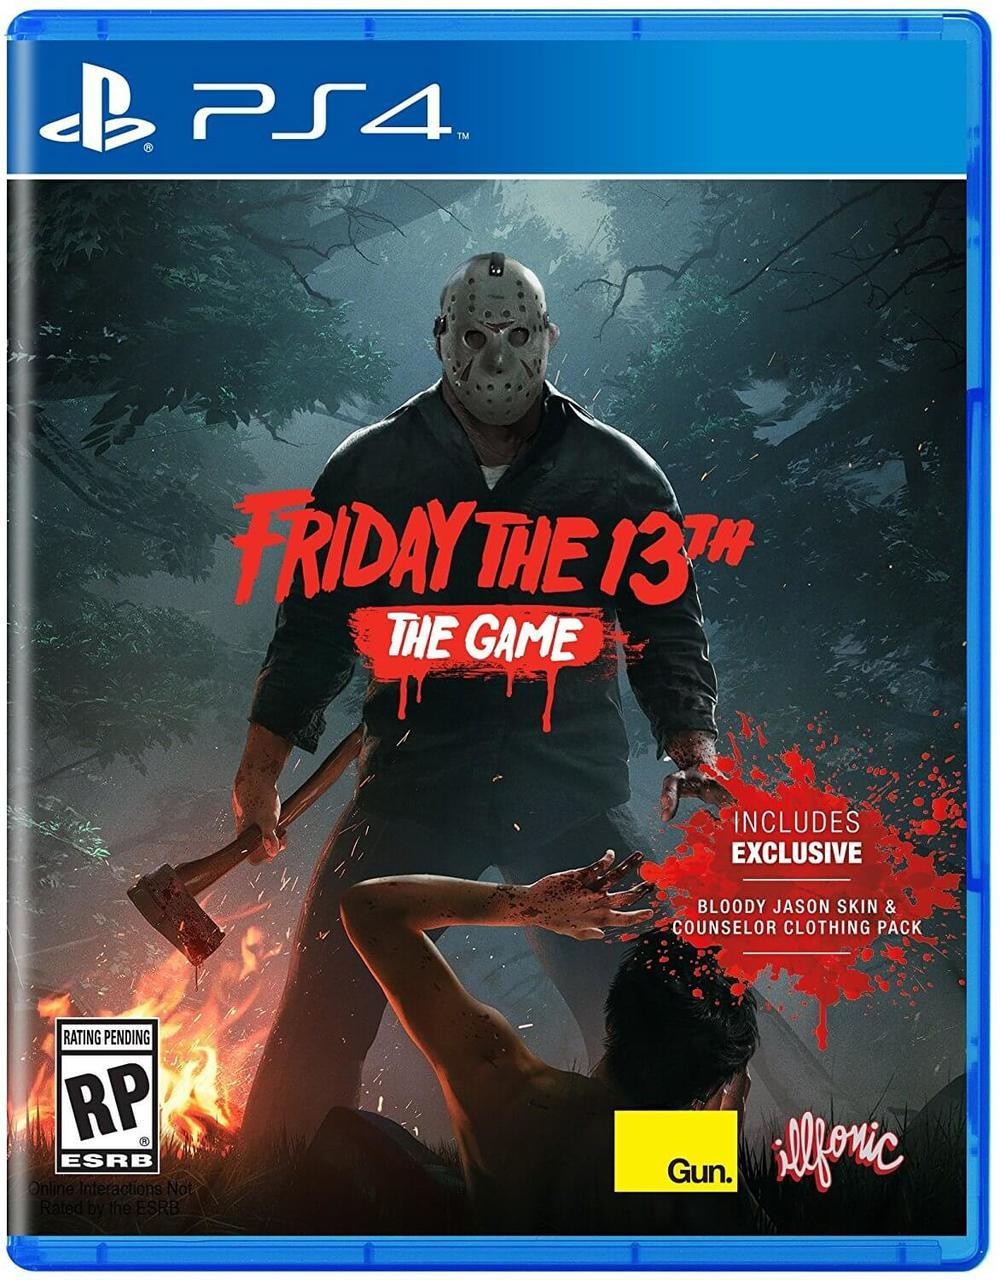 PS4™
FRIDAY THE 13TH
THE GAME
INCLUDES
EXCLUSIVE
BLOODY JASON SKIN &
COUNSELOR CLOTHING PACK
RATING PENDING
RP®
ESRB
Online Interactions Not
Rated by the ESRB
Gun.
illfonic